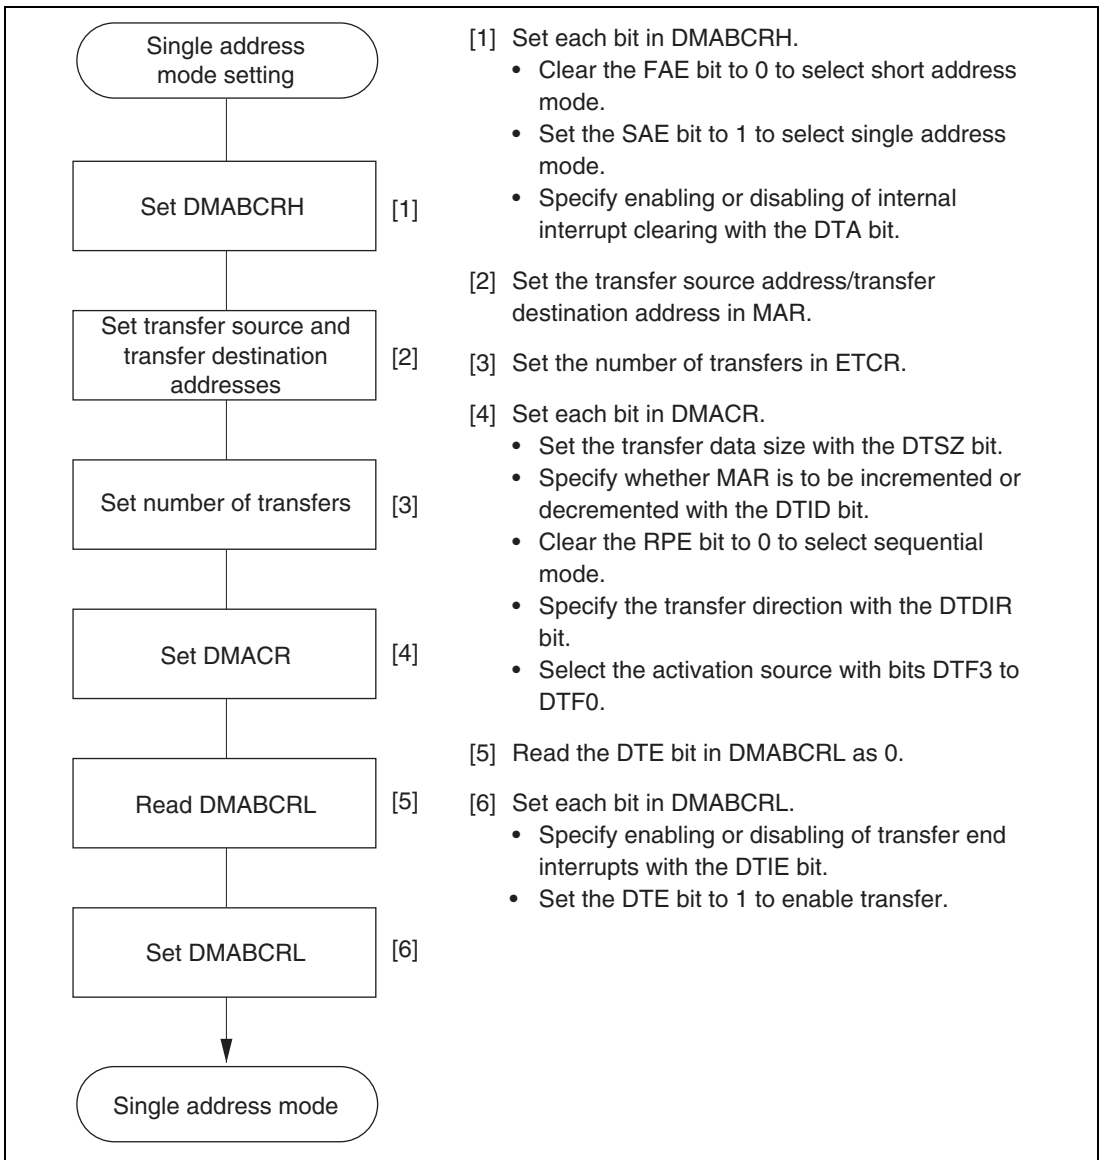 Single address
mode setting
Set DMABCRH
[1]
Set transfer source and
transfer destination
addresses
[2]
Set number of transfers
[3]
Set DMACR
[4]
Read DMABCRL
[5]
Set DMABCRL
[6]
Single address mode
[1] Set each bit in DMABCRH.
• Clear the FAE bit to 0 to select short address
mode.
• Set the SAE bit to 1 to select single address
mode.
• Specify enabling or disabling of internal
interrupt clearing with the DTA bit.
[2] Set the transfer source address/transfer
destination address in MAR.
[3] Set the number of transfers in ETCR.
[4] Set each bit in DMACR.
• Set the transfer data size with the DTSZ bit.
• Specify whether MAR is to be incremented or
decremented with the DTID bit.
• Clear the RPE bit to 0 to select sequential
mode.
• Specify the transfer direction with the DTDIR
bit.
• Select the activation source with bits DTF3 to
DTF0.
[5] Read the DTE bit in DMABCRL as 0.
[6] Set each bit in DMABCRL.
• Specify enabling or disabling of transfer end
interrupts with the DTIE bit.
• Set the DTE bit to 1 to enable transfer.